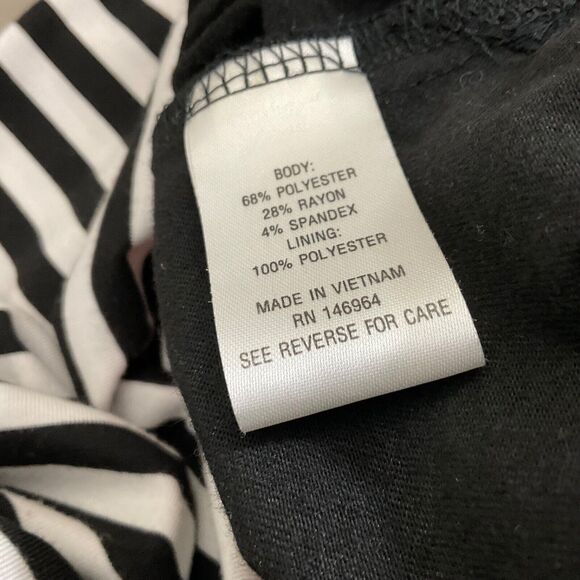 BODY:
68% POLYESTER
28% RAYON
4% SPANDEX
LINING:
100% POLYESTER
MADE IN VIETNAM
RN 146964
SEE REVERSE FOR CARE